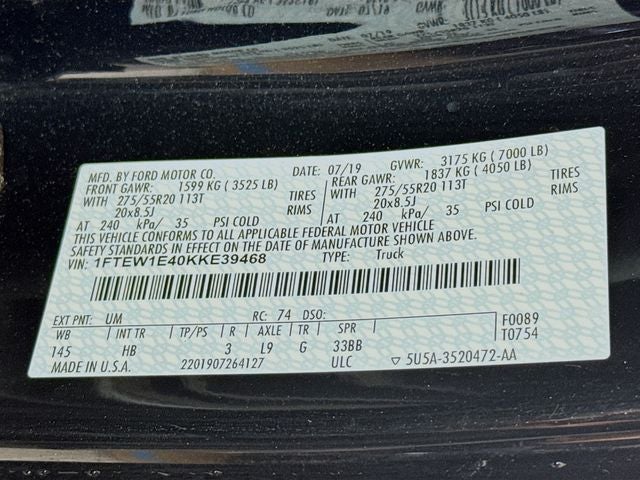 MFD. BY FORD MOTOR CO. DATE: 07/19 GVWR: 3175 KG ( 7000 LB)
FRONT GAWR: 1599 KG ( 3525 LB) REAR GAWR: 1837 KG ( 4050 LB)
WITH 275/55R20 113T TIRES WITH 275/55R20 113T TIRES
20x8.5J RIMS 20x8.5J RIMS
AT 240 kPa/ 35 PSI COLD AT 240 kPa/ 35 PSI COLD
THIS VEHICLE CONFORMS TO ALL APPLICABLE FEDERAL MOTOR VEHICLE
SAFETY STANDARDS IN EFFECT ON THE DATE OF MANUFACTURE SHOWN ABOVE.
VIN: 1FTEW1E40KKE39468 TYPE: Truck
EXT PNT: UM RC: 74 DSO: F0089
WB INT TR TP/PS R AXLE TR SPR T0754
145 HB 3 L9 G 33BB
MADE IN U.S.A. 2201907264127 ULC ▽ 5U5A-3520472-AA